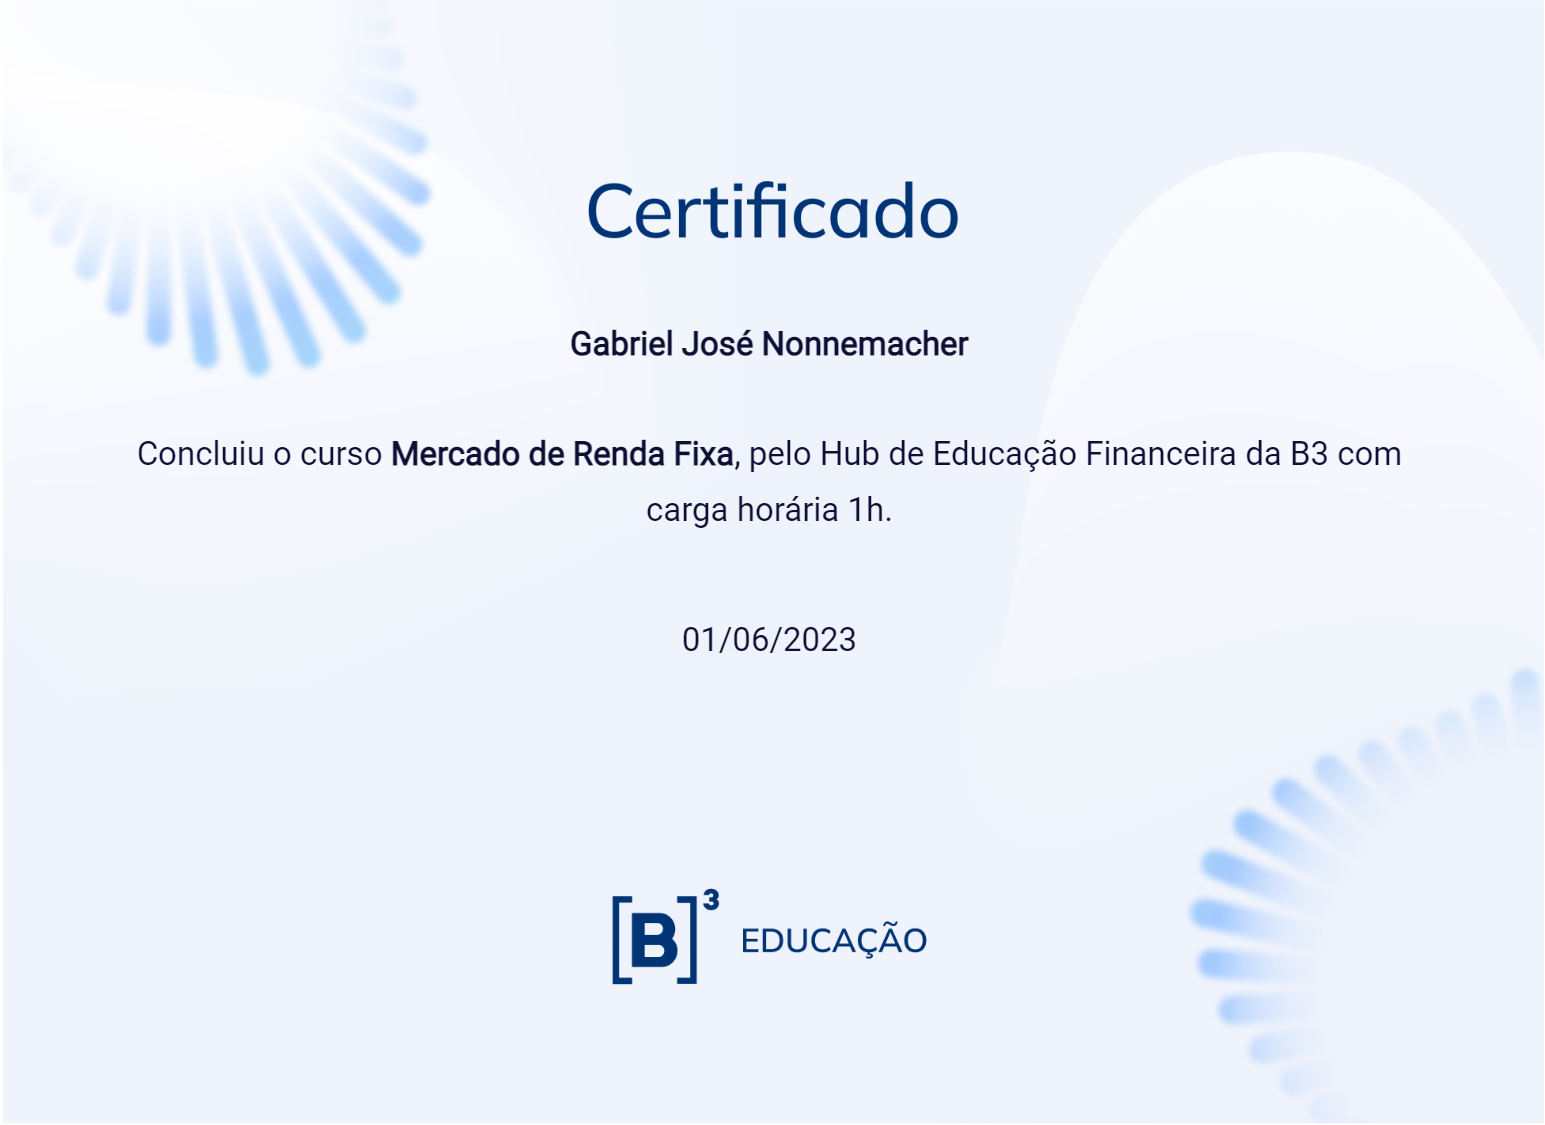 Certificado
Gabriel José Nonnemacher
Concluiu o curso Mercado de Renda Fixa, pelo Hub de Educação Financeira da B3 com
carga horária 1h.
01/06/2023
[B]³ EDUCAÇÃO